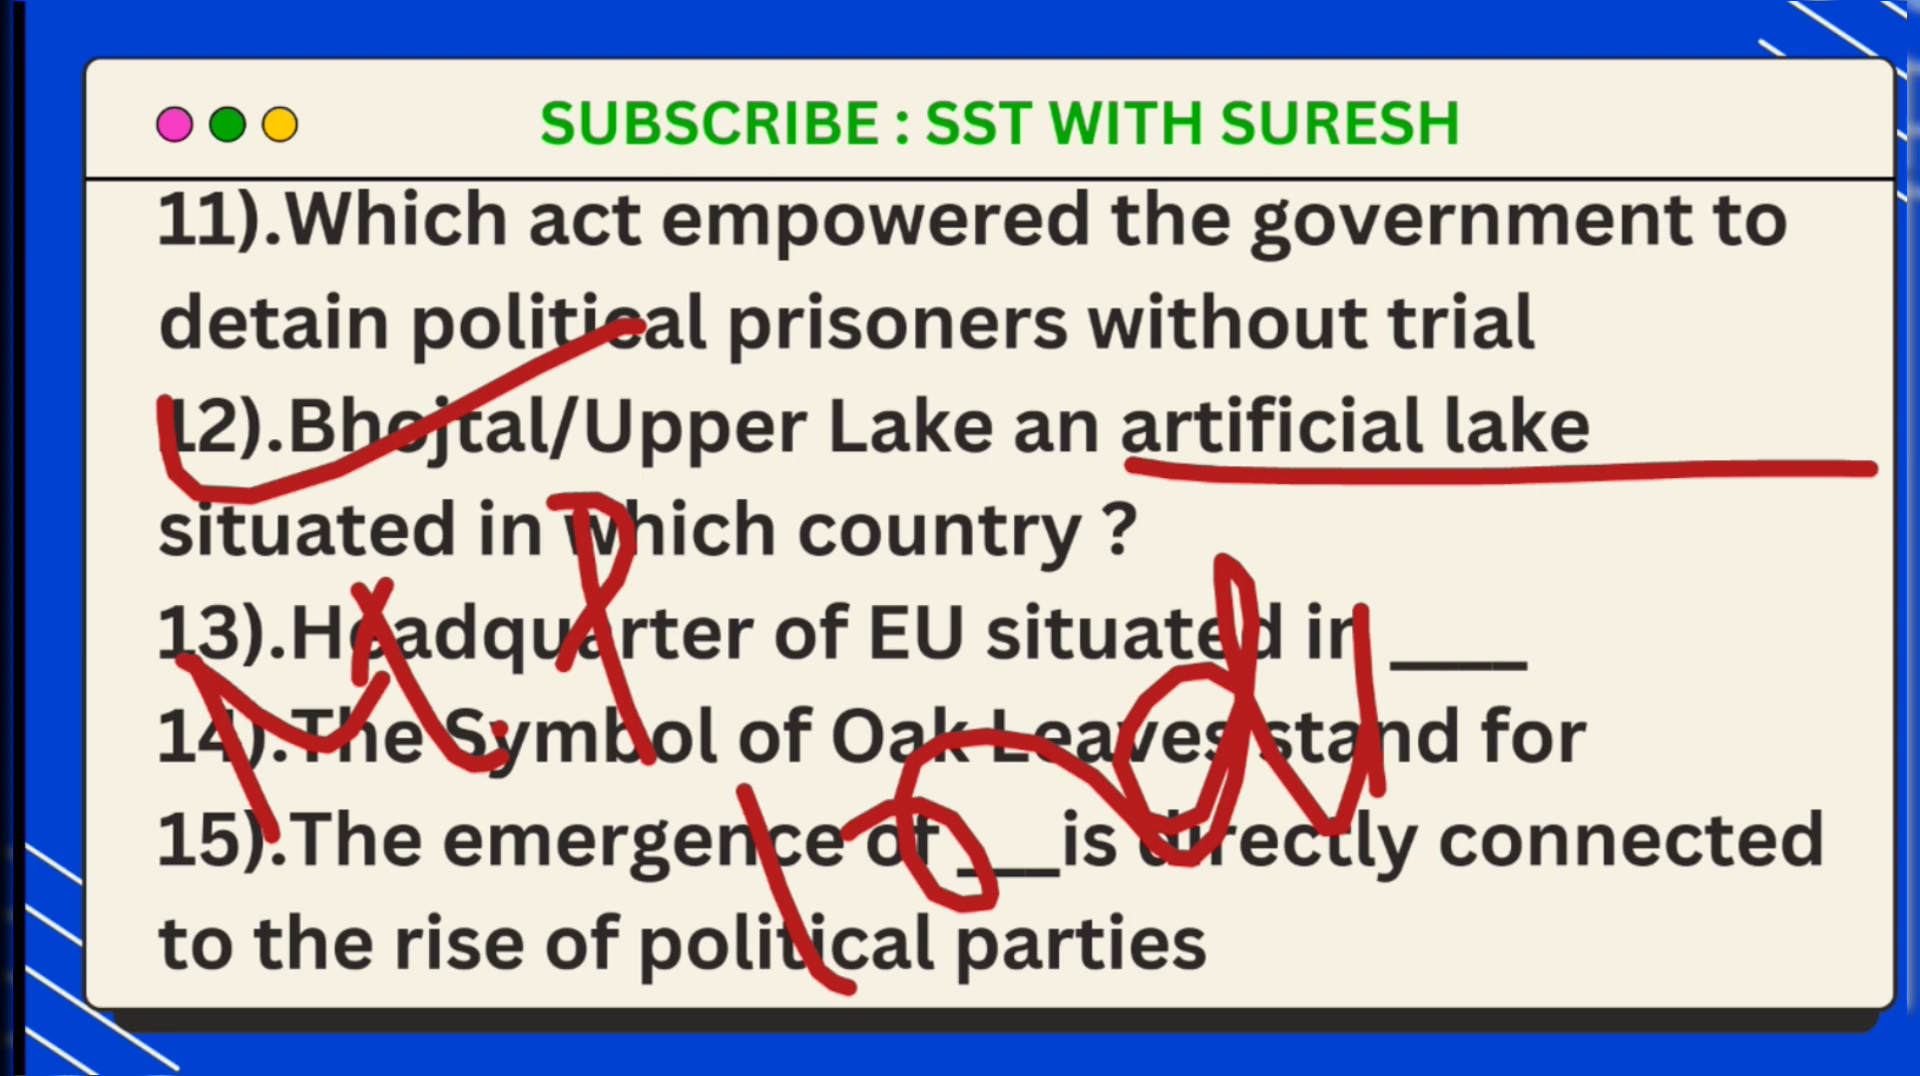 SUBSCRIBE : SST WITH SURESH
11).Which act empowered the government to
detain political prisoners without trial
12).Bhojtal/Upper Lake an artificial lake
situated in which country ?
13).Headquarter of EU situated in ____
14).The Symbol of Oak Leaves stand for
15).The emergence of ___is directly connected
to the rise of political parties
M.P